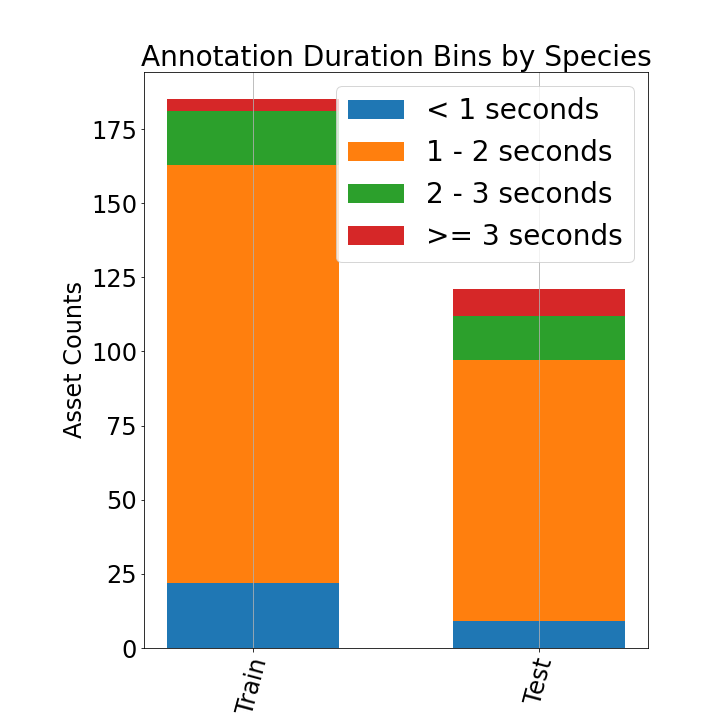 Annotation Duration Bins by Species
< 1 seconds
1 - 2 seconds
2 - 3 seconds
>= 3 seconds
Asset Counts
175
150
125
100
75
50
25
0
Train
Test